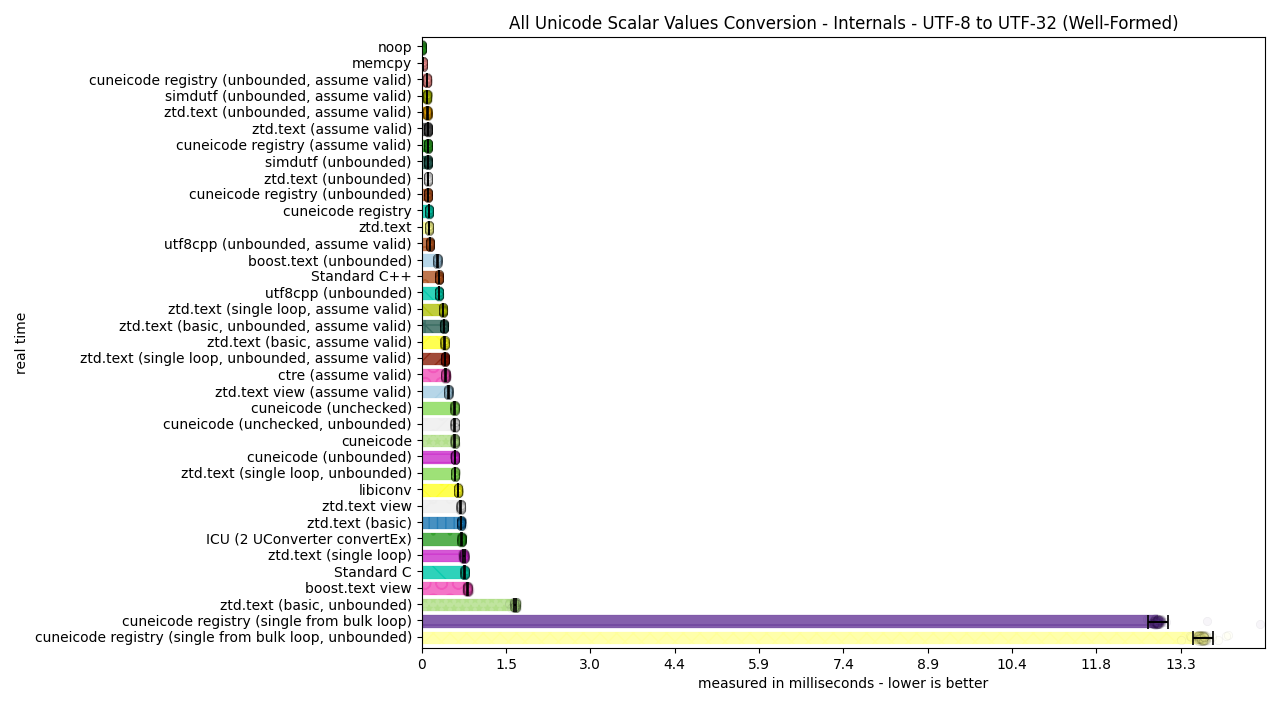 All Unicode Scalar Values Conversion - Internals - UTF-8 to UTF-32 (Well-Formed)
noop
memcpy
cuneicode registry (unbounded, assume valid)
simdutf (unbounded, assume valid)
ztd.text (unbounded, assume valid)
ztd.text (assume valid)
cuneicode registry (assume valid)
simdutf (unbounded)
ztd.text (unbounded)
cuneicode registry (unbounded)
cuneicode registry
ztd.text
utf8cpp (unbounded, assume valid)
boost.text (unbounded)
Standard C++
utf8cpp (unbounded)
ztd.text (single loop, assume valid)
ztd.text (basic, unbounded, assume valid)
ztd.text (basic, assume valid)
ztd.text (single loop, unbounded, assume valid)
ctre (assume valid)
ztd.text view (assume valid)
cuneicode (unchecked)
cuneicode (unchecked, unbounded)
cuneicode
cuneicode (unbounded)
ztd.text (single loop, unbounded)
libiconv
ztd.text view
ztd.text (basic)
ICU (2 UConverter convertEx)
ztd.text (single loop)
Standard C
boost.text view
ztd.text (basic, unbounded)
cuneicode registry (single from bulk loop)
cuneicode registry (single from bulk loop, unbounded)
real time
0 1.5 3.0 4.4 5.9 7.4 8.9 10.4 11.8 13.3
measured in milliseconds - lower is better